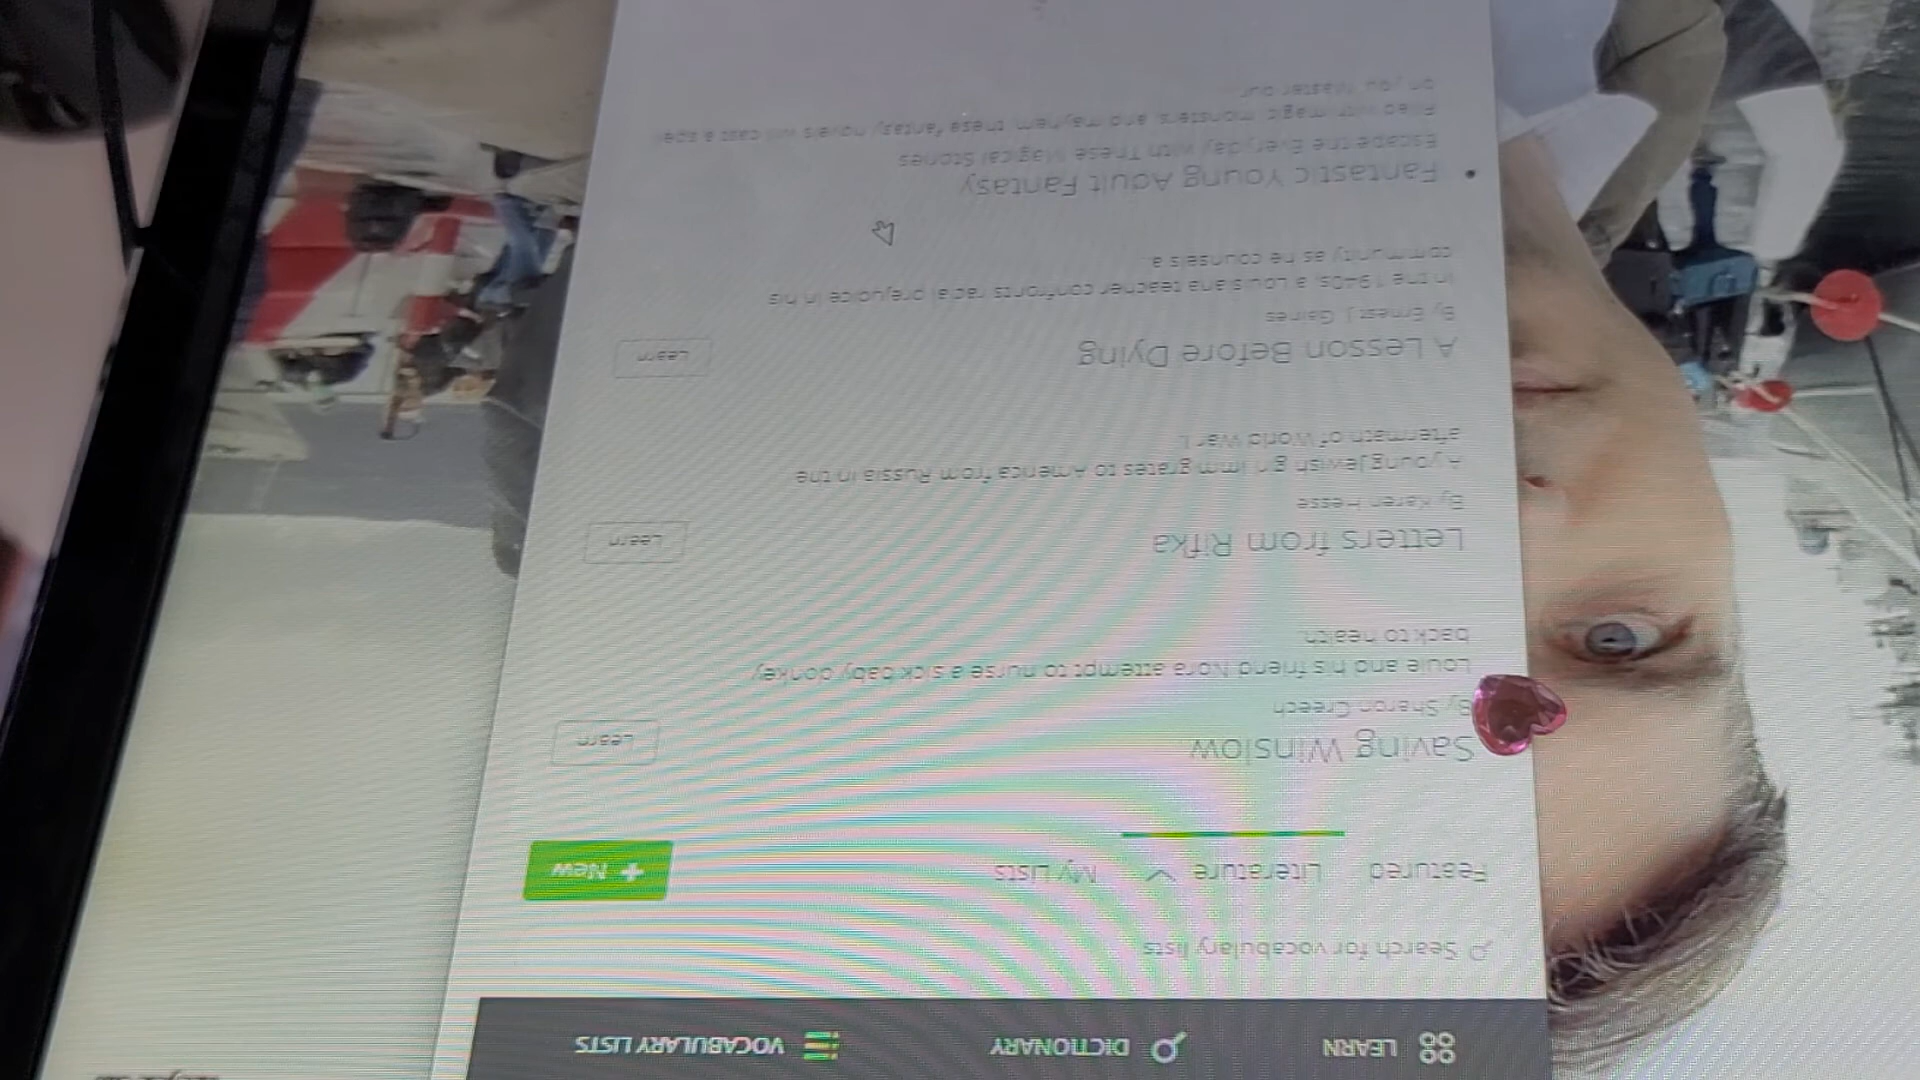 LEARN DICTIONARY VOCABULARY LISTS
Search for vocabulary lists
Featured Literature My Lists + New
Saving Winslow Learn
By Sharon Creech
Louie and his friend Nora attempt to nurse a sick baby donkey
back to health.
Letters from Rifka Learn
By Karen Hesse
A young Jewish girl immigrates to America from Russia in the
aftermath of World War I.
A Lesson Before Dying Learn
By Ernest J. Gaines
In the 1940s, a Louisiana teacher confronts racial prejudice in his
community as he counsels a
• Fantastic Young Adult Fantasy
Escape the Everyday with These Magical Stories
Filled with magic, monsters, and mayhem, these fantasy novels will cast a spell
on you. Master our